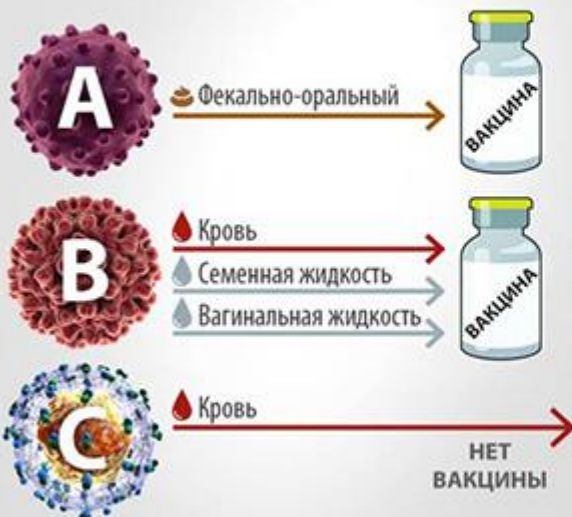 A
Фекально-оральный
ВАКЦИНА
B
Кровь
Семенная жидкость
Вагинальная жидкость
ВАКЦИНА
C
Кровь
НЕТ
ВАКЦИНЫ